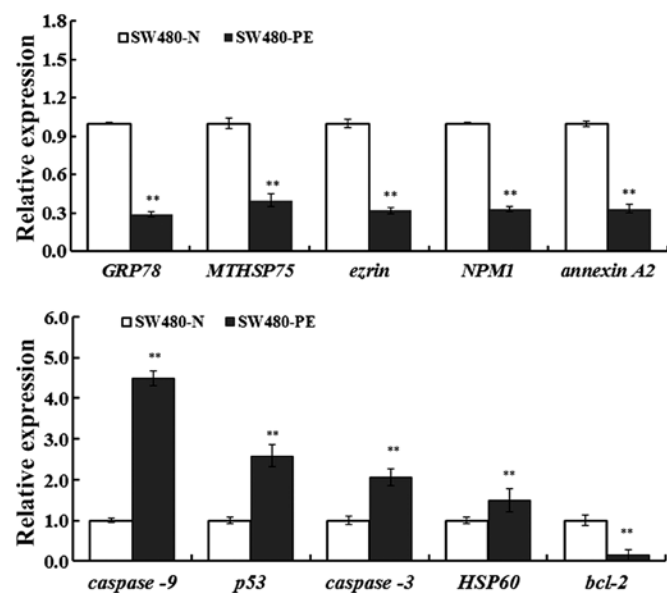 Relative expression
1.8
1.5
1.2
0.9
0.6
0.3
0.0
SW480-N SW480-PE
** ** ** ** **
GRP78 MTHSP75 ezrin NPM1 annexin A2
Relative expression
6.0
5.0
4.0
3.0
2.0
1.0
0.0
SW480-N SW480-PE
** ** ** ** **
caspase -9 p53 caspase -3 HSP60 bcl-2